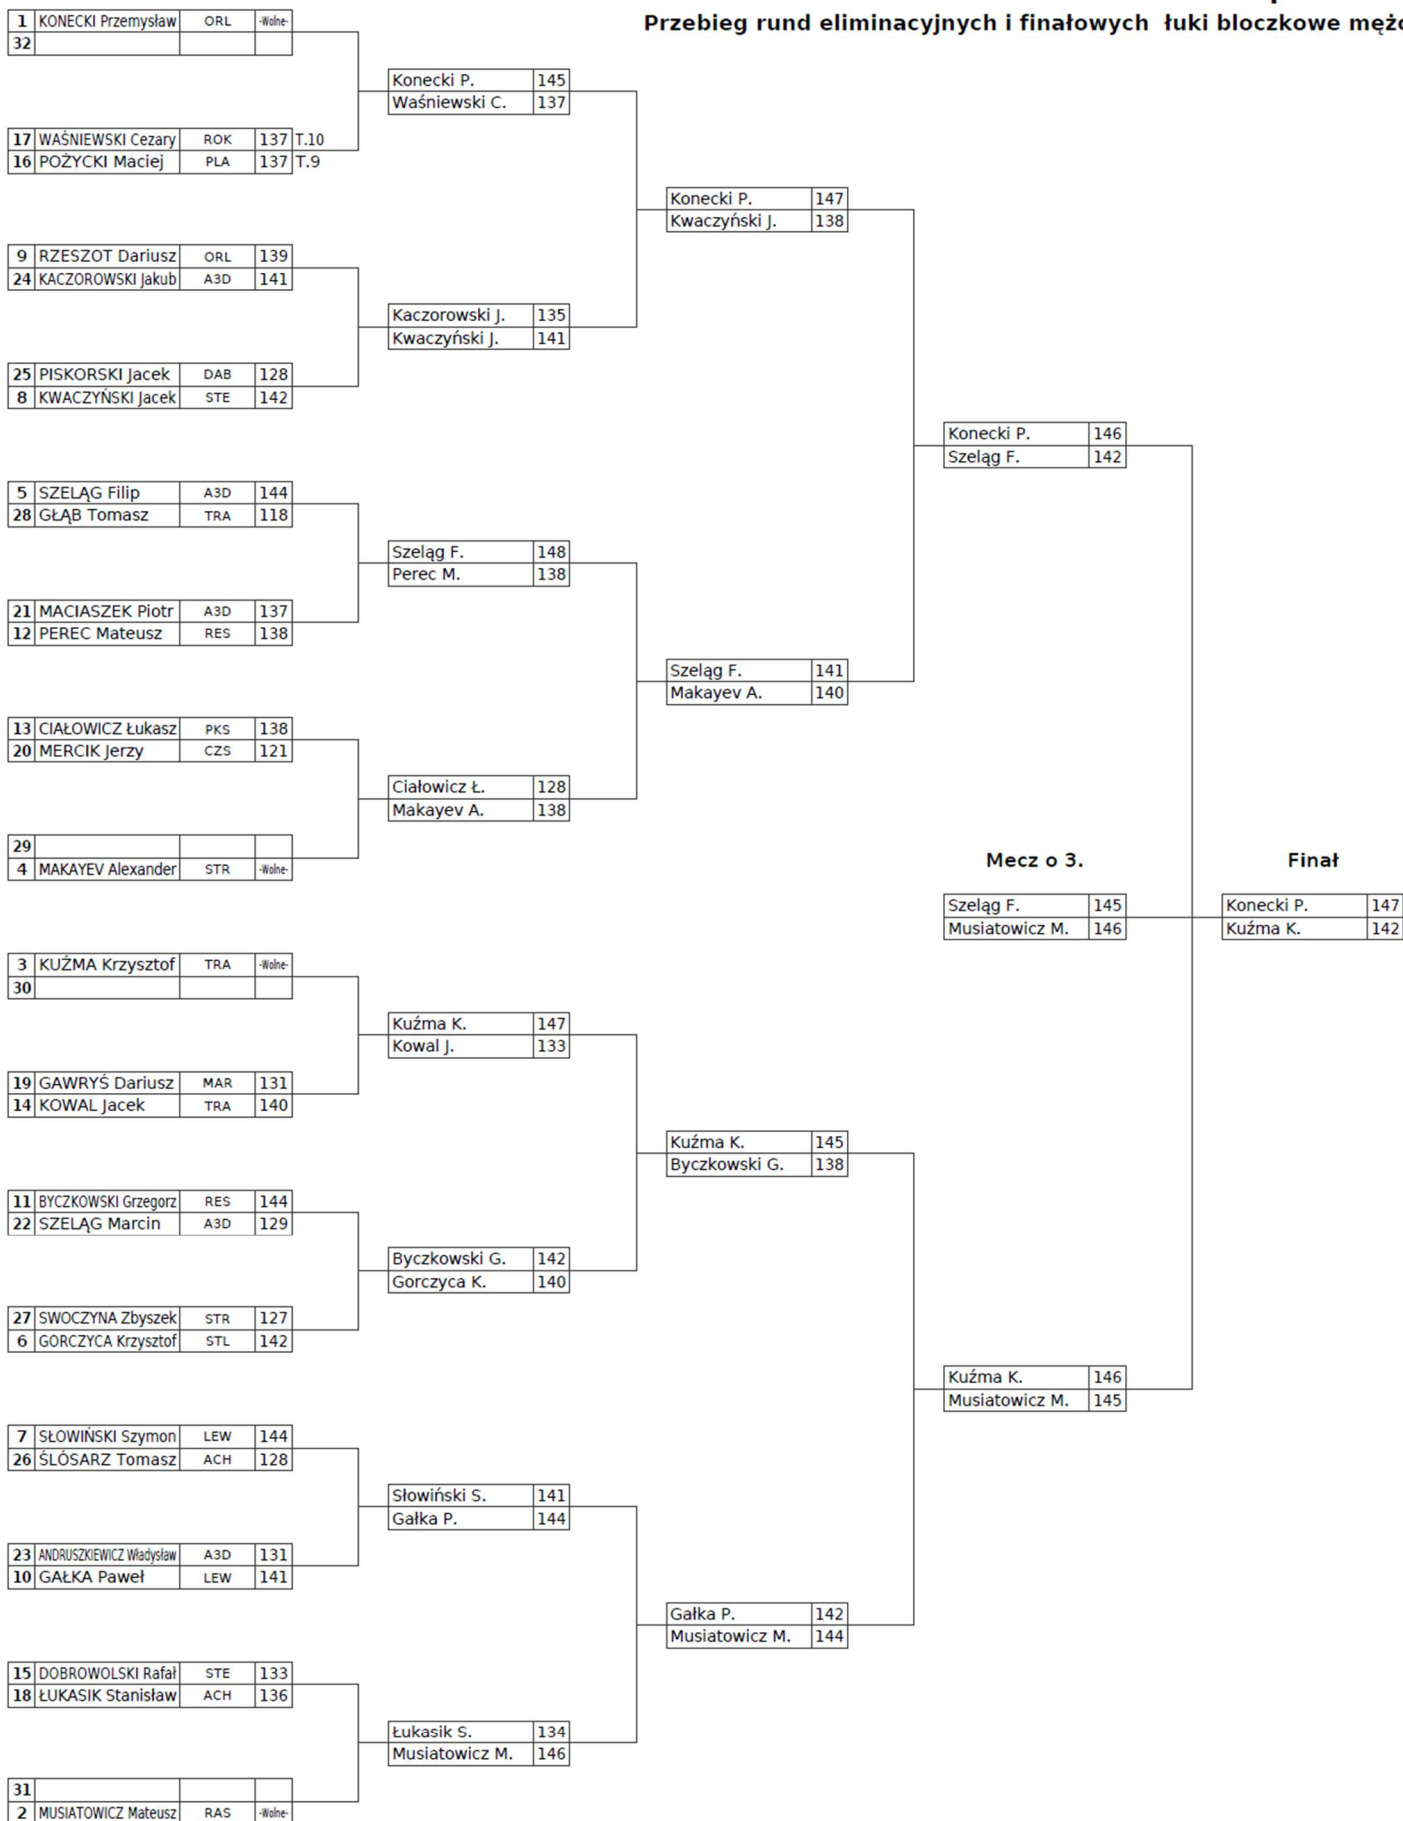 Przebieg rund eliminacyjnych i finałowych łuki bloczkowe
1 KONECKI Przemysław ORL -Wolne-
32
17 WAŚNIEWSKI Cezary ROK 137 T.10
16 POŻYCKI Maciej PLA 137 T.9
9 RZESZOT Dariusz ORL 139
24 KACZOROWSKI Jakub A3D 141
25 PISKORSKI Jacek DAB 128
8 KWACZYŃSKI Jacek STE 142
5 SZELĄG Filip A3D 144
28 GŁĄB Tomasz TRA 118
21 MACIASZEK Piotr A3D 137
12 PEREC Mateusz RES 138
13 CIAŁOWICZ Łukasz PKS 138
20 MERCIK Jerzy CZS 121
29
4 MAKAYEV Alexander STR -Wolne-
3 KUŹMA Krzysztof TRA -Wolne-
30
19 GAWRYŚ Dariusz MAR 131
14 KOWAL Jacek TRA 140
11 BYCZKOWSKI Grzegorz RES 144
22 SZELĄG Marcin A3D 129
27 SWOCZYNA Zbyszek STR 127
6 GORCZYCA Krzysztof STL 142
7 SŁOWIŃSKI Szymon LEW 144
26 ŚLÓSARZ Tomasz ACH 128
23 ANDRUSZKIEWICZ Władysław A3D 131
10 GAŁKA Paweł LEW 141
15 DOBROWOLSKI Rafał STE 133
18 ŁUKASIK Stanisław ACH 136
31
2 MUSIATOWICZ Mateusz RAS -Wolne-
Konecki P. 145
Waśniewski C. 137
Kaczorowski J. 135
Kwaczyński J. 141
Szeląg F. 148
Perec M. 138
Ciałowicz Ł. 128
Makayev A. 138
Kuźma K. 147
Kowal J. 133
Byczkowski G. 142
Gorczyca K. 140
Słowiński S. 141
Gałka P. 144
Łukasik S. 134
Musiatowicz M. 146
Konecki P. 147
Kwaczyński J. 138
Szeląg F. 141
Makayev A. 140
Kuźma K. 145
Byczkowski G. 138
Gałka P. 142
Musiatowicz M. 144
Konecki P. 146
Szeląg F. 142
Kuźma K. 146
Musiatowicz M. 145
Mecz o 3.
Szeląg F. 145
Musiatowicz M. 146
Finał
Konecki P. 147
Kuźma K. 142